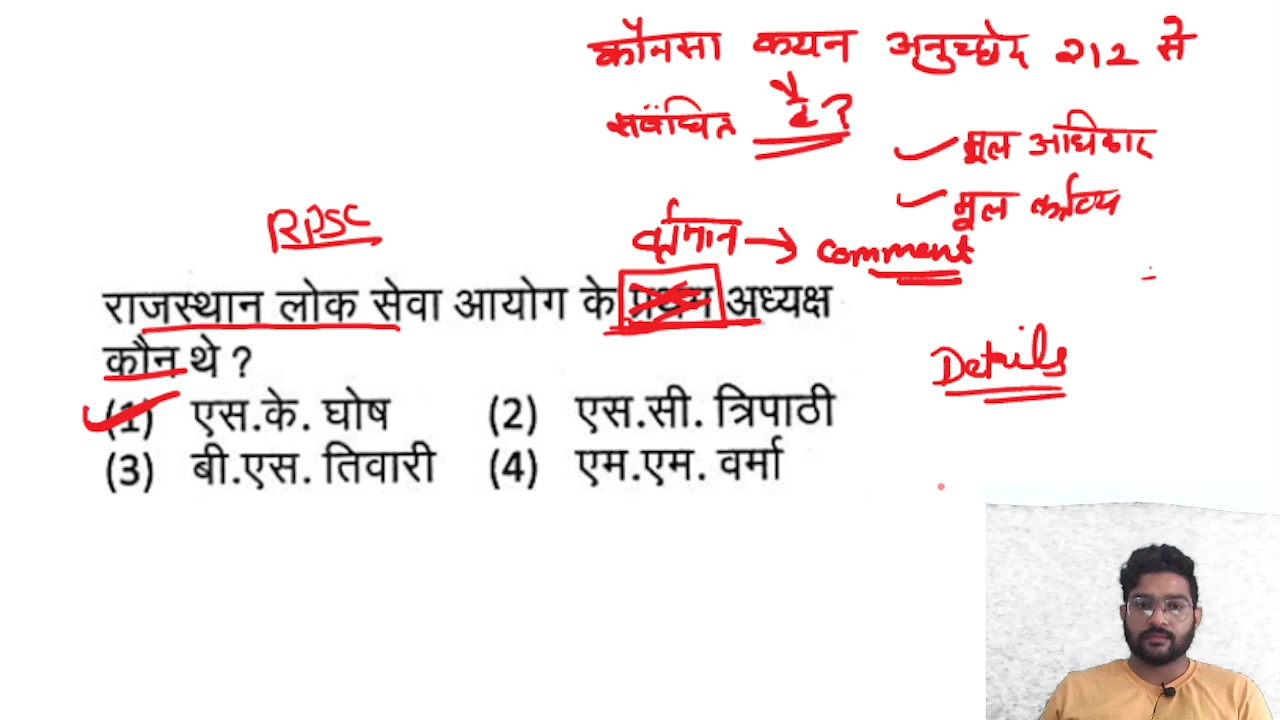 कौनसा कथन अनुच्छेद 212 से
संबंधित है?
मूल अधिकार
मूल कर्तव्य
RPSC
वर्तमान → comment
राजस्थान लोक सेवा आयोग के प्रथम अध्यक्ष
कौन थे ?
Details
(1) एस.के. घोष (2) एस.सी. त्रिपाठी
(3) बी.एस. तिवारी (4) एम.एम. वर्मा